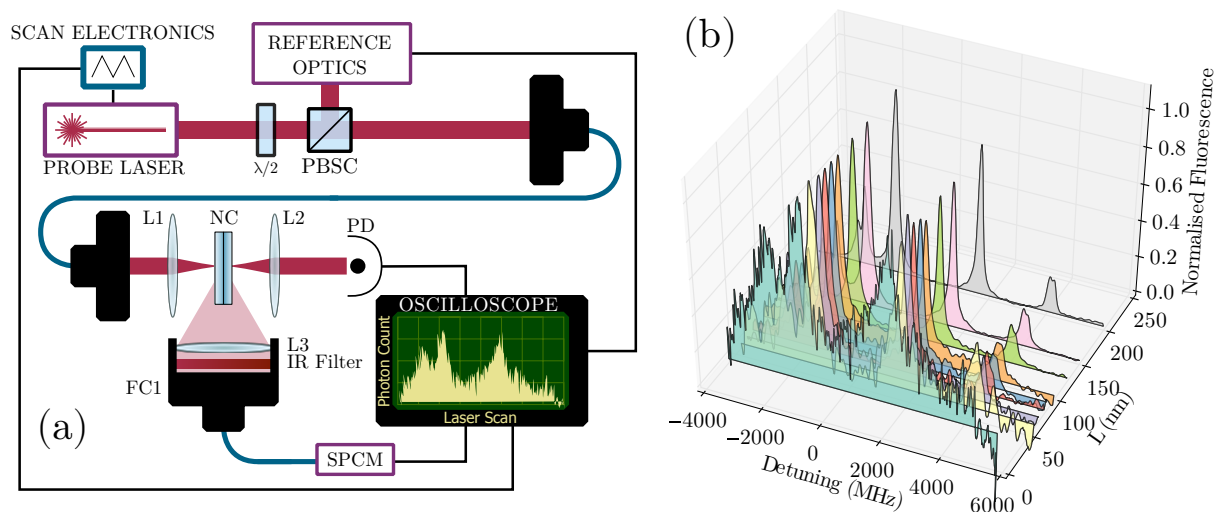 SCAN ELECTRONICS
REFERENCE
OPTICS
PROBE LASER
λ/2
PBSC
L1
NC
L2
PD
OSCILLOSCOPE
Photon Count
Laser Scan
L3
IR Filter
FC1
SPCM
(a)
(b)
Normalised Fluorescence
1.0
0.8
0.6
0.4
0.2
0.0
250
200
150
100
50
0
L (nm)
−4000
−2000
0
2000
4000
6000
Detuning (MHz)